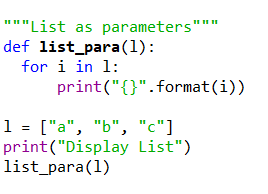 """List as parameters"""
def list_para(l):
  for i in l:
      print("{}".format(i))

l = ["a", "b", "c"]
print("Display List")
list_para(l)